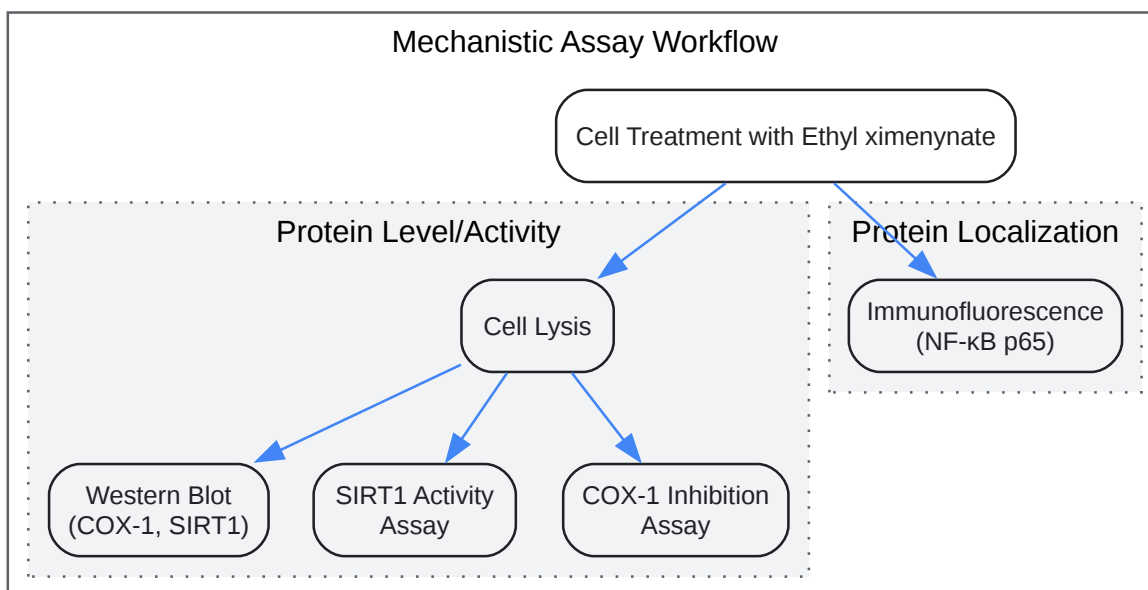 Mechanistic Assay Workflow
Cell Treatment with Ethyl ximenynate
Protein Level/Activity
Protein Localization
Cell Lysis
Immunofluorescence
(NF-κB p65)
Western Blot
(COX-1, SIRT1)
SIRT1 Activity
Assay
COX-1 Inhibition
Assay